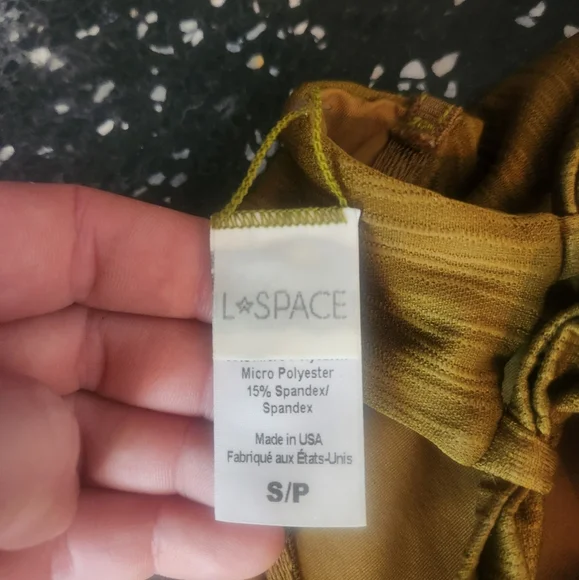 L☆SPACE
Micro Polyester
15% Spandex/
Spandex
Made in USA
Fabriqué aux États-Unis
S/P